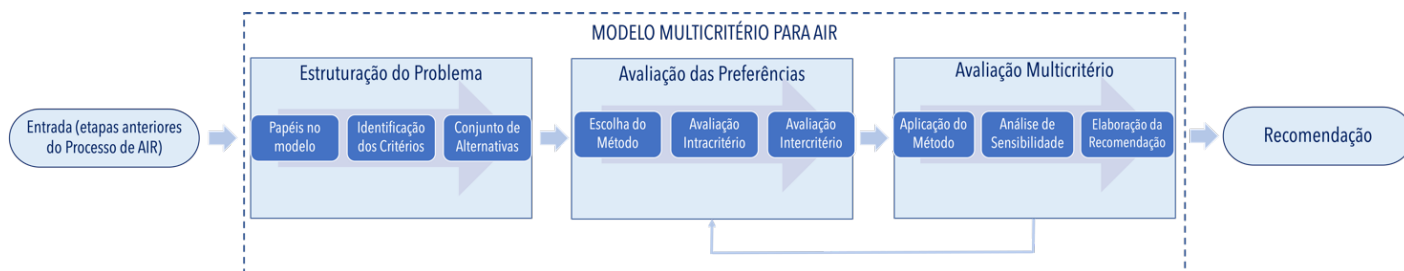 MODELO MULTICRITÉRIO PARA AIR
Entrada (etapas anteriores
do Processo de AIR)
Estruturação do Problema
Papéis no
modelo
Identificação
dos Critérios
Conjunto de
Alternativas
Avaliação das Preferências
Escolha do
Método
Avaliação
Intracritério
Avaliação
Intercritério
Avaliação Multicritério
Aplicação do
Método
Análise de
Sensibilidade
Elaboração da
Recomendação
Recomendação